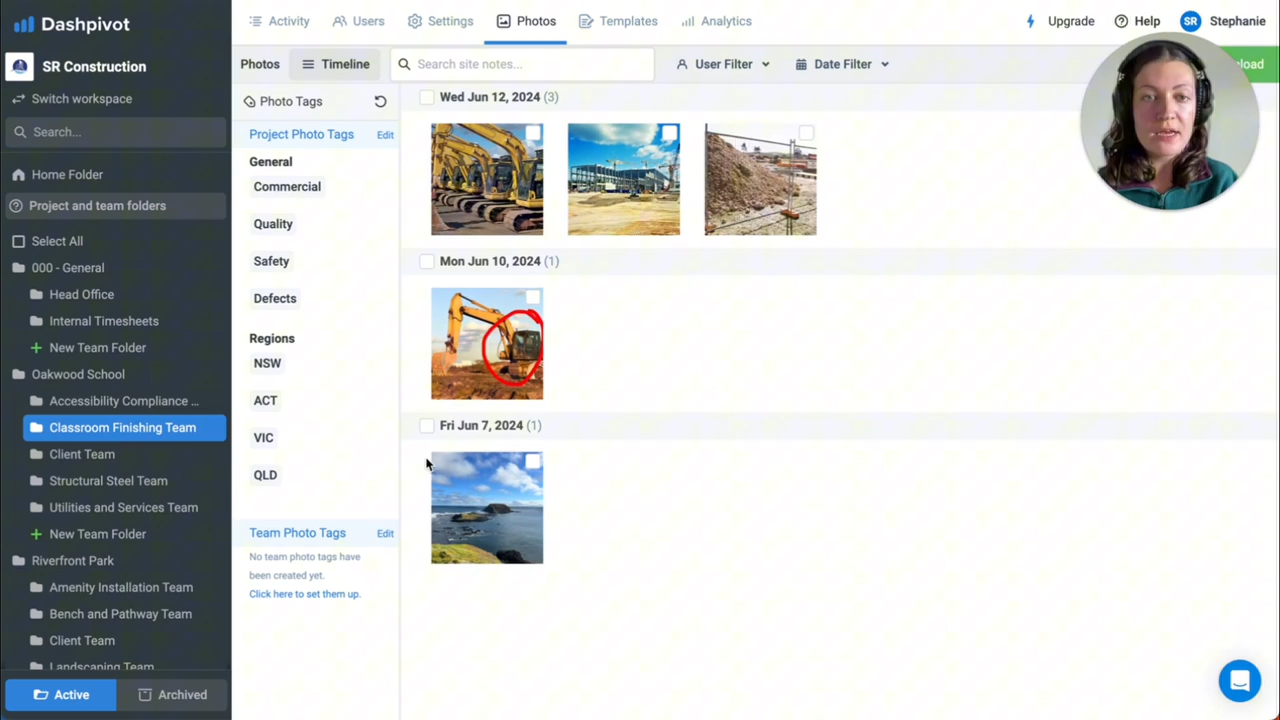 Dashpivot
SR Construction
Switch workspace
Search...
Home Folder
Project and team folders
Select All
000 - General
Head Office
Internal Timesheets
New Team Folder
Oakwood School
Accessibility Compliance ...
Classroom Finishing Team
Client Team
Structural Steel Team
Utilities and Services Team
New Team Folder
Riverfront Park
Amenity Installation Team
Bench and Pathway Team
Client Team
Landscaping Team
Active
Archived
Activity
Users
Settings
Photos
Templates
Analytics
Upgrade
Help
SR
Stephanie
Photos
Timeline
Search site notes...
User Filter
Date Filter
Photo Tags
Project Photo Tags
Edit
General
Commercial
Quality
Safety
Defects
Regions
NSW
ACT
VIC
QLD
Team Photo Tags
Edit
No team photo tags have
been created yet.
Click here to set them up.
Wed Jun 12, 2024 (3)
Mon Jun 10, 2024 (1)
Fri Jun 7, 2024 (1)